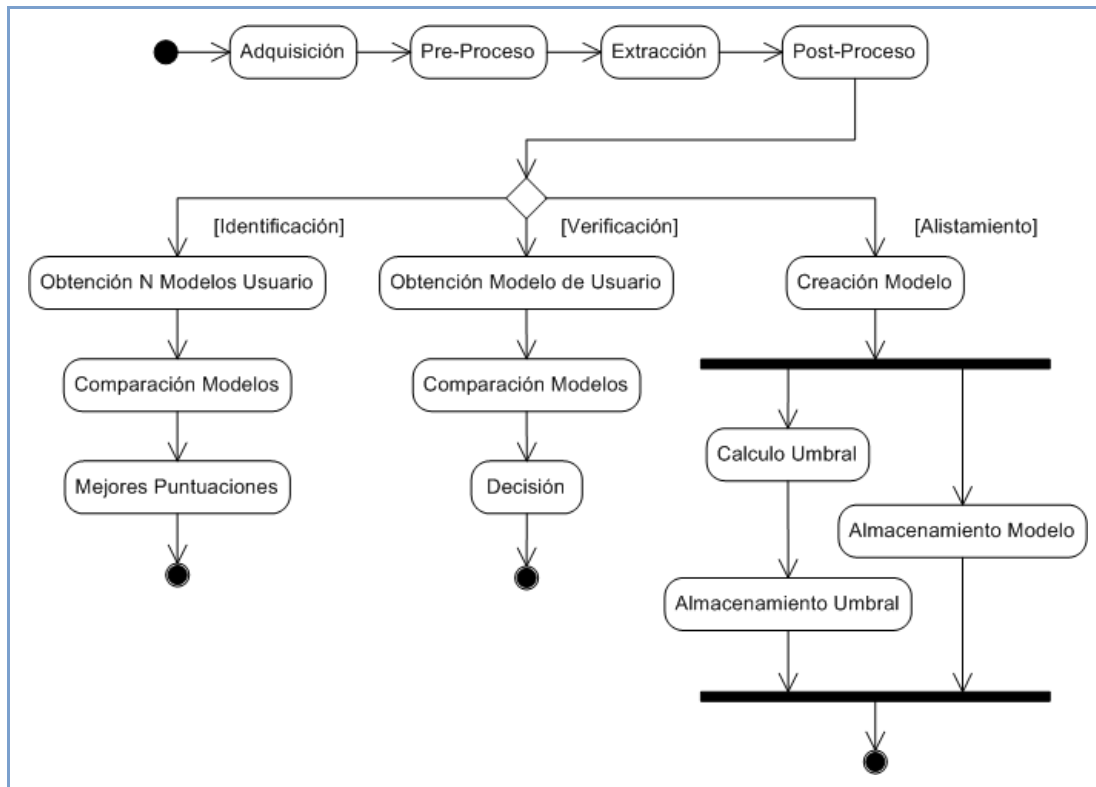 Adquisición
Pre-Proceso
Extracción
Post-Proceso
[Identificación]
[Verificación]
[Alistamiento]
Obtención N Modelos Usuario
Obtención Modelo de Usuario
Creación Modelo
Comparación Modelos
Comparación Modelos
Calculo Umbral
Mejores Puntuaciones
Decisión
Almacenamiento Modelo
Almacenamiento Umbral